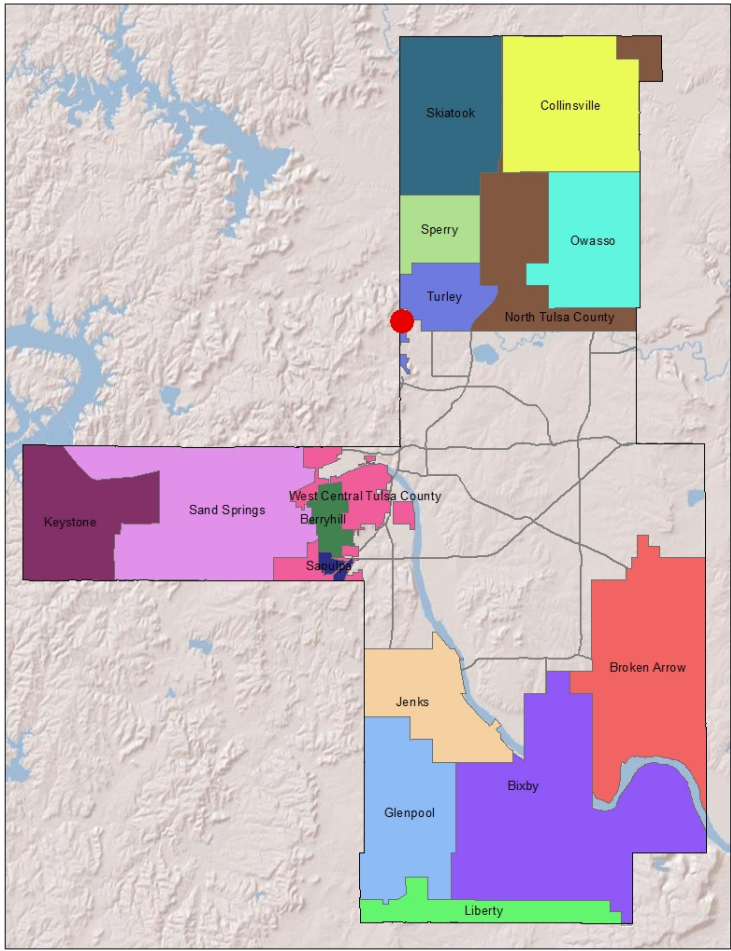 Skiatook
Collinsville
Sperry
Owasso
Turley
North Tulsa County
West Central Tulsa County
Keystone
Sand Springs
Berryhill
Sapulpa
Broken Arrow
Jenks
Bixby
Glenpool
Liberty